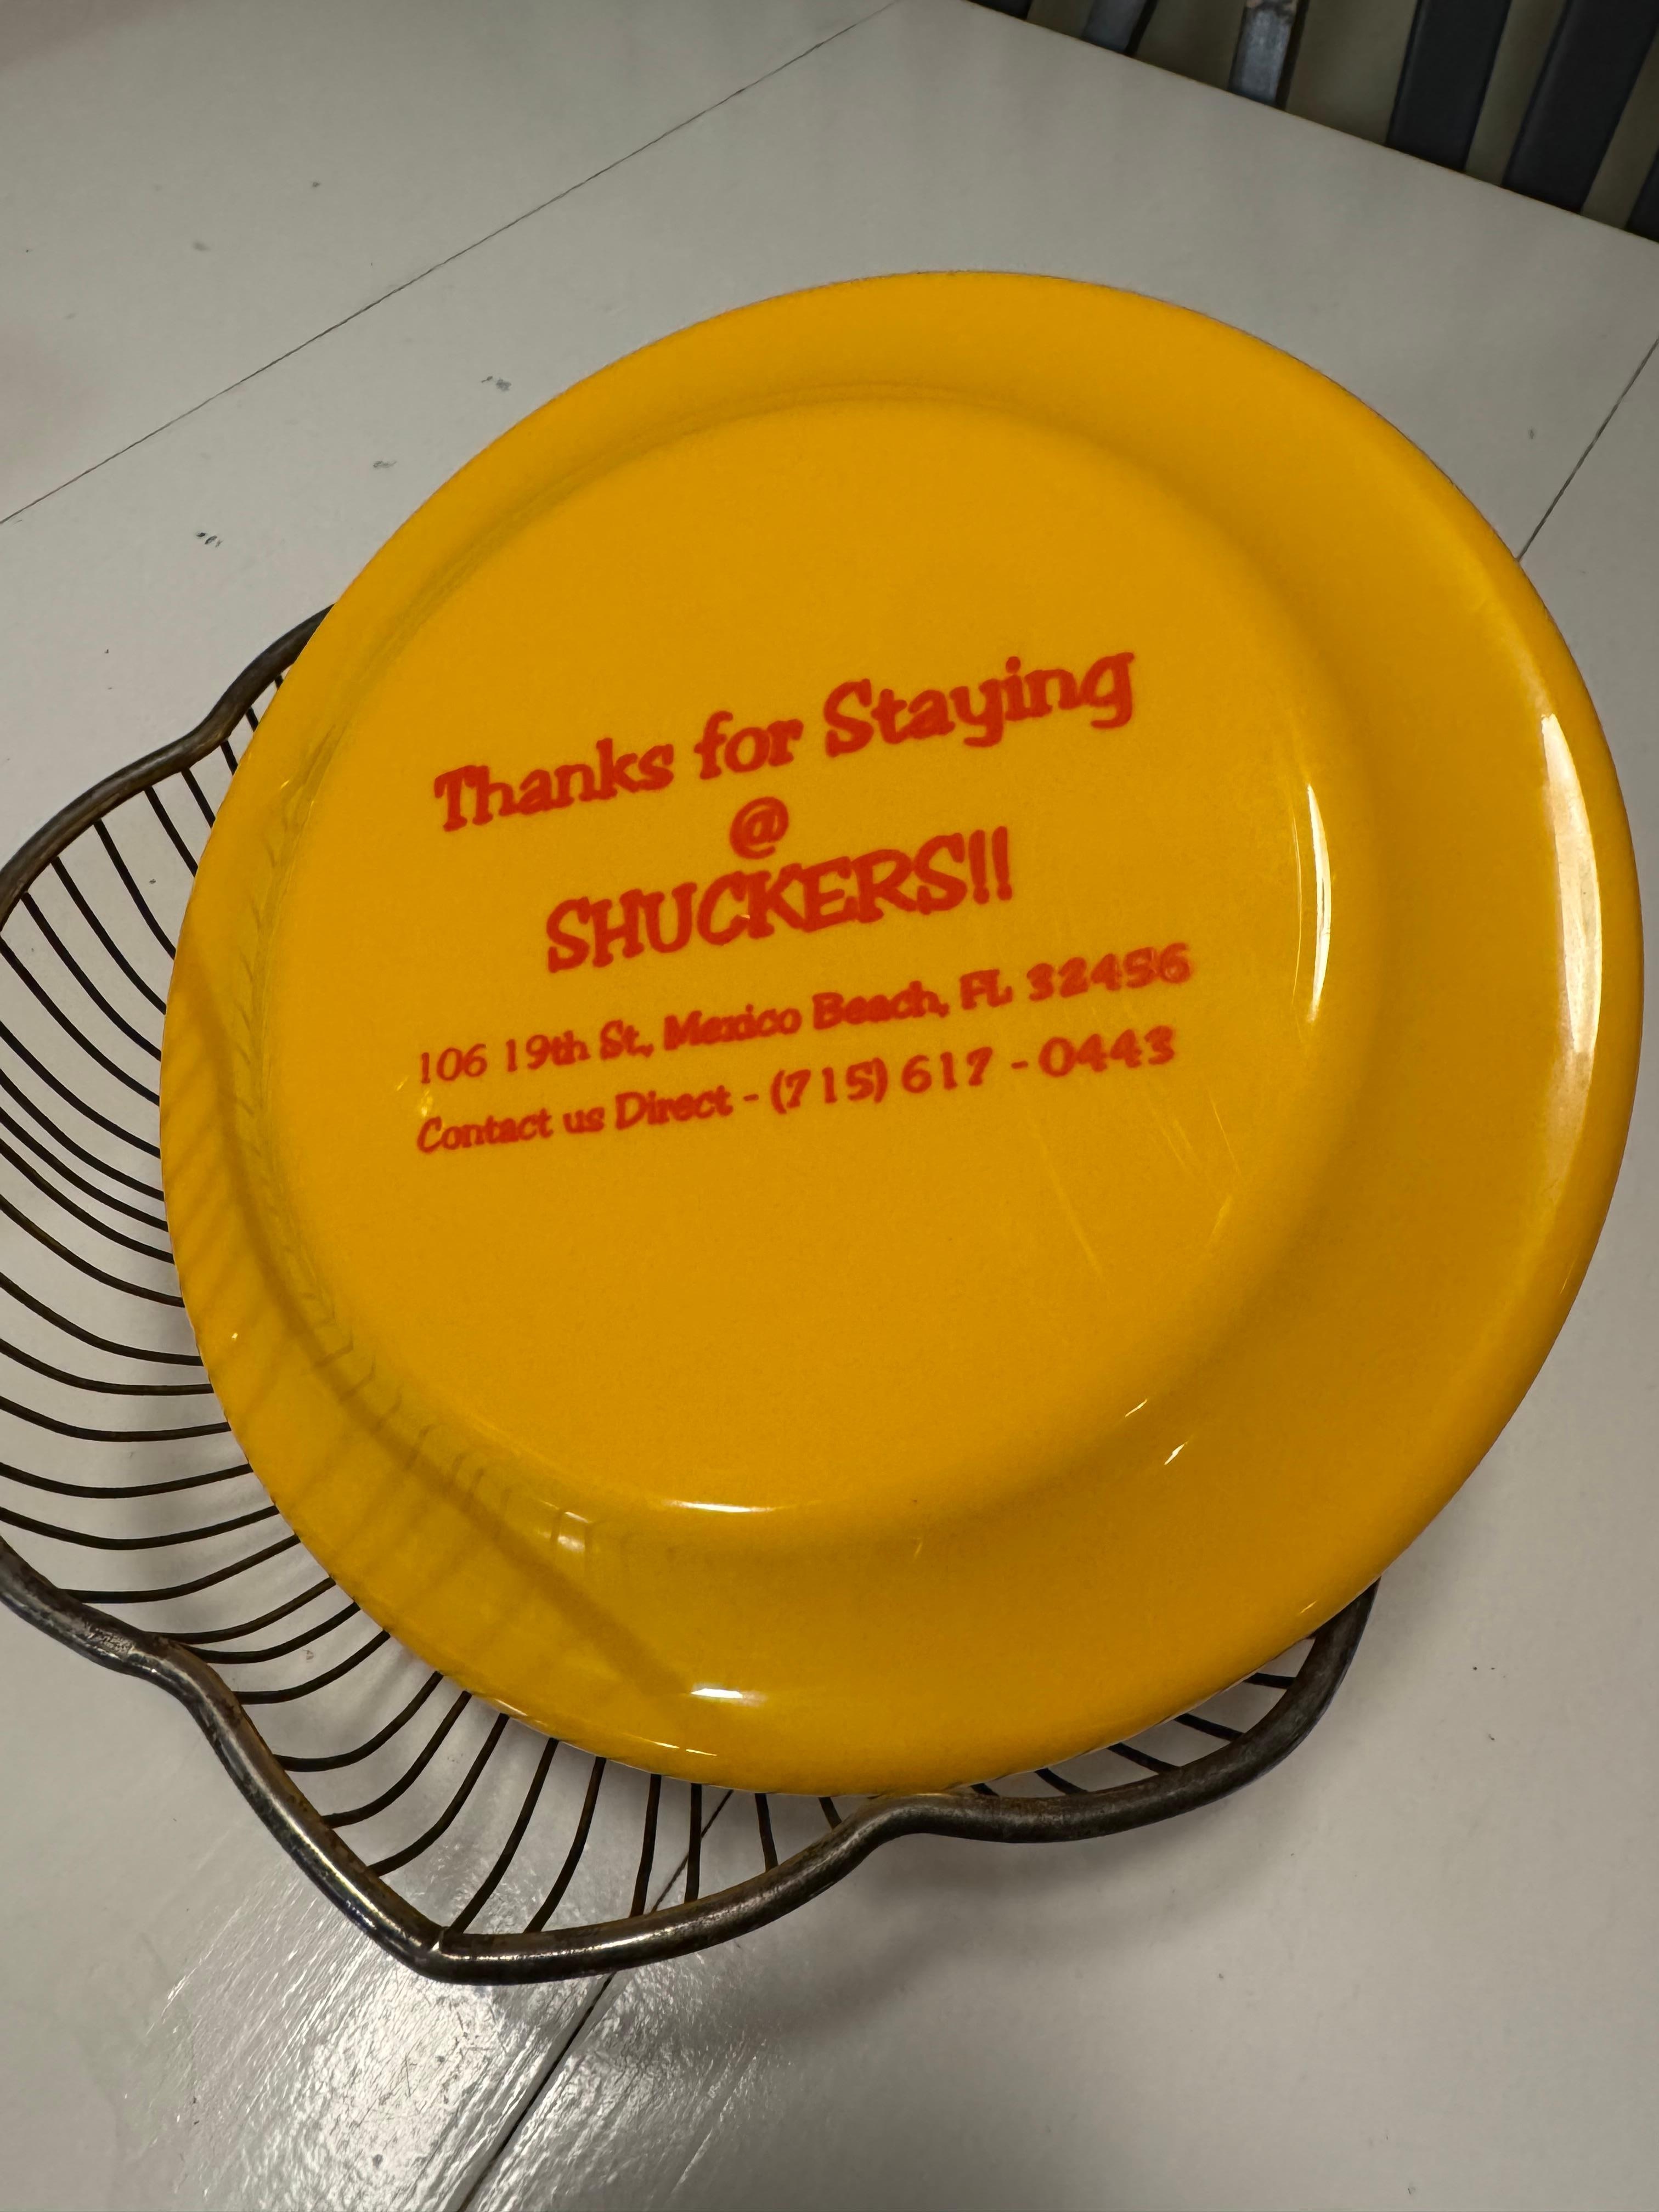 Thanks for Staying
@
SHUCKERS!!
106 19th St., Mexico Beach, FL 32456
Contact us Direct - (715) 617 - 0443